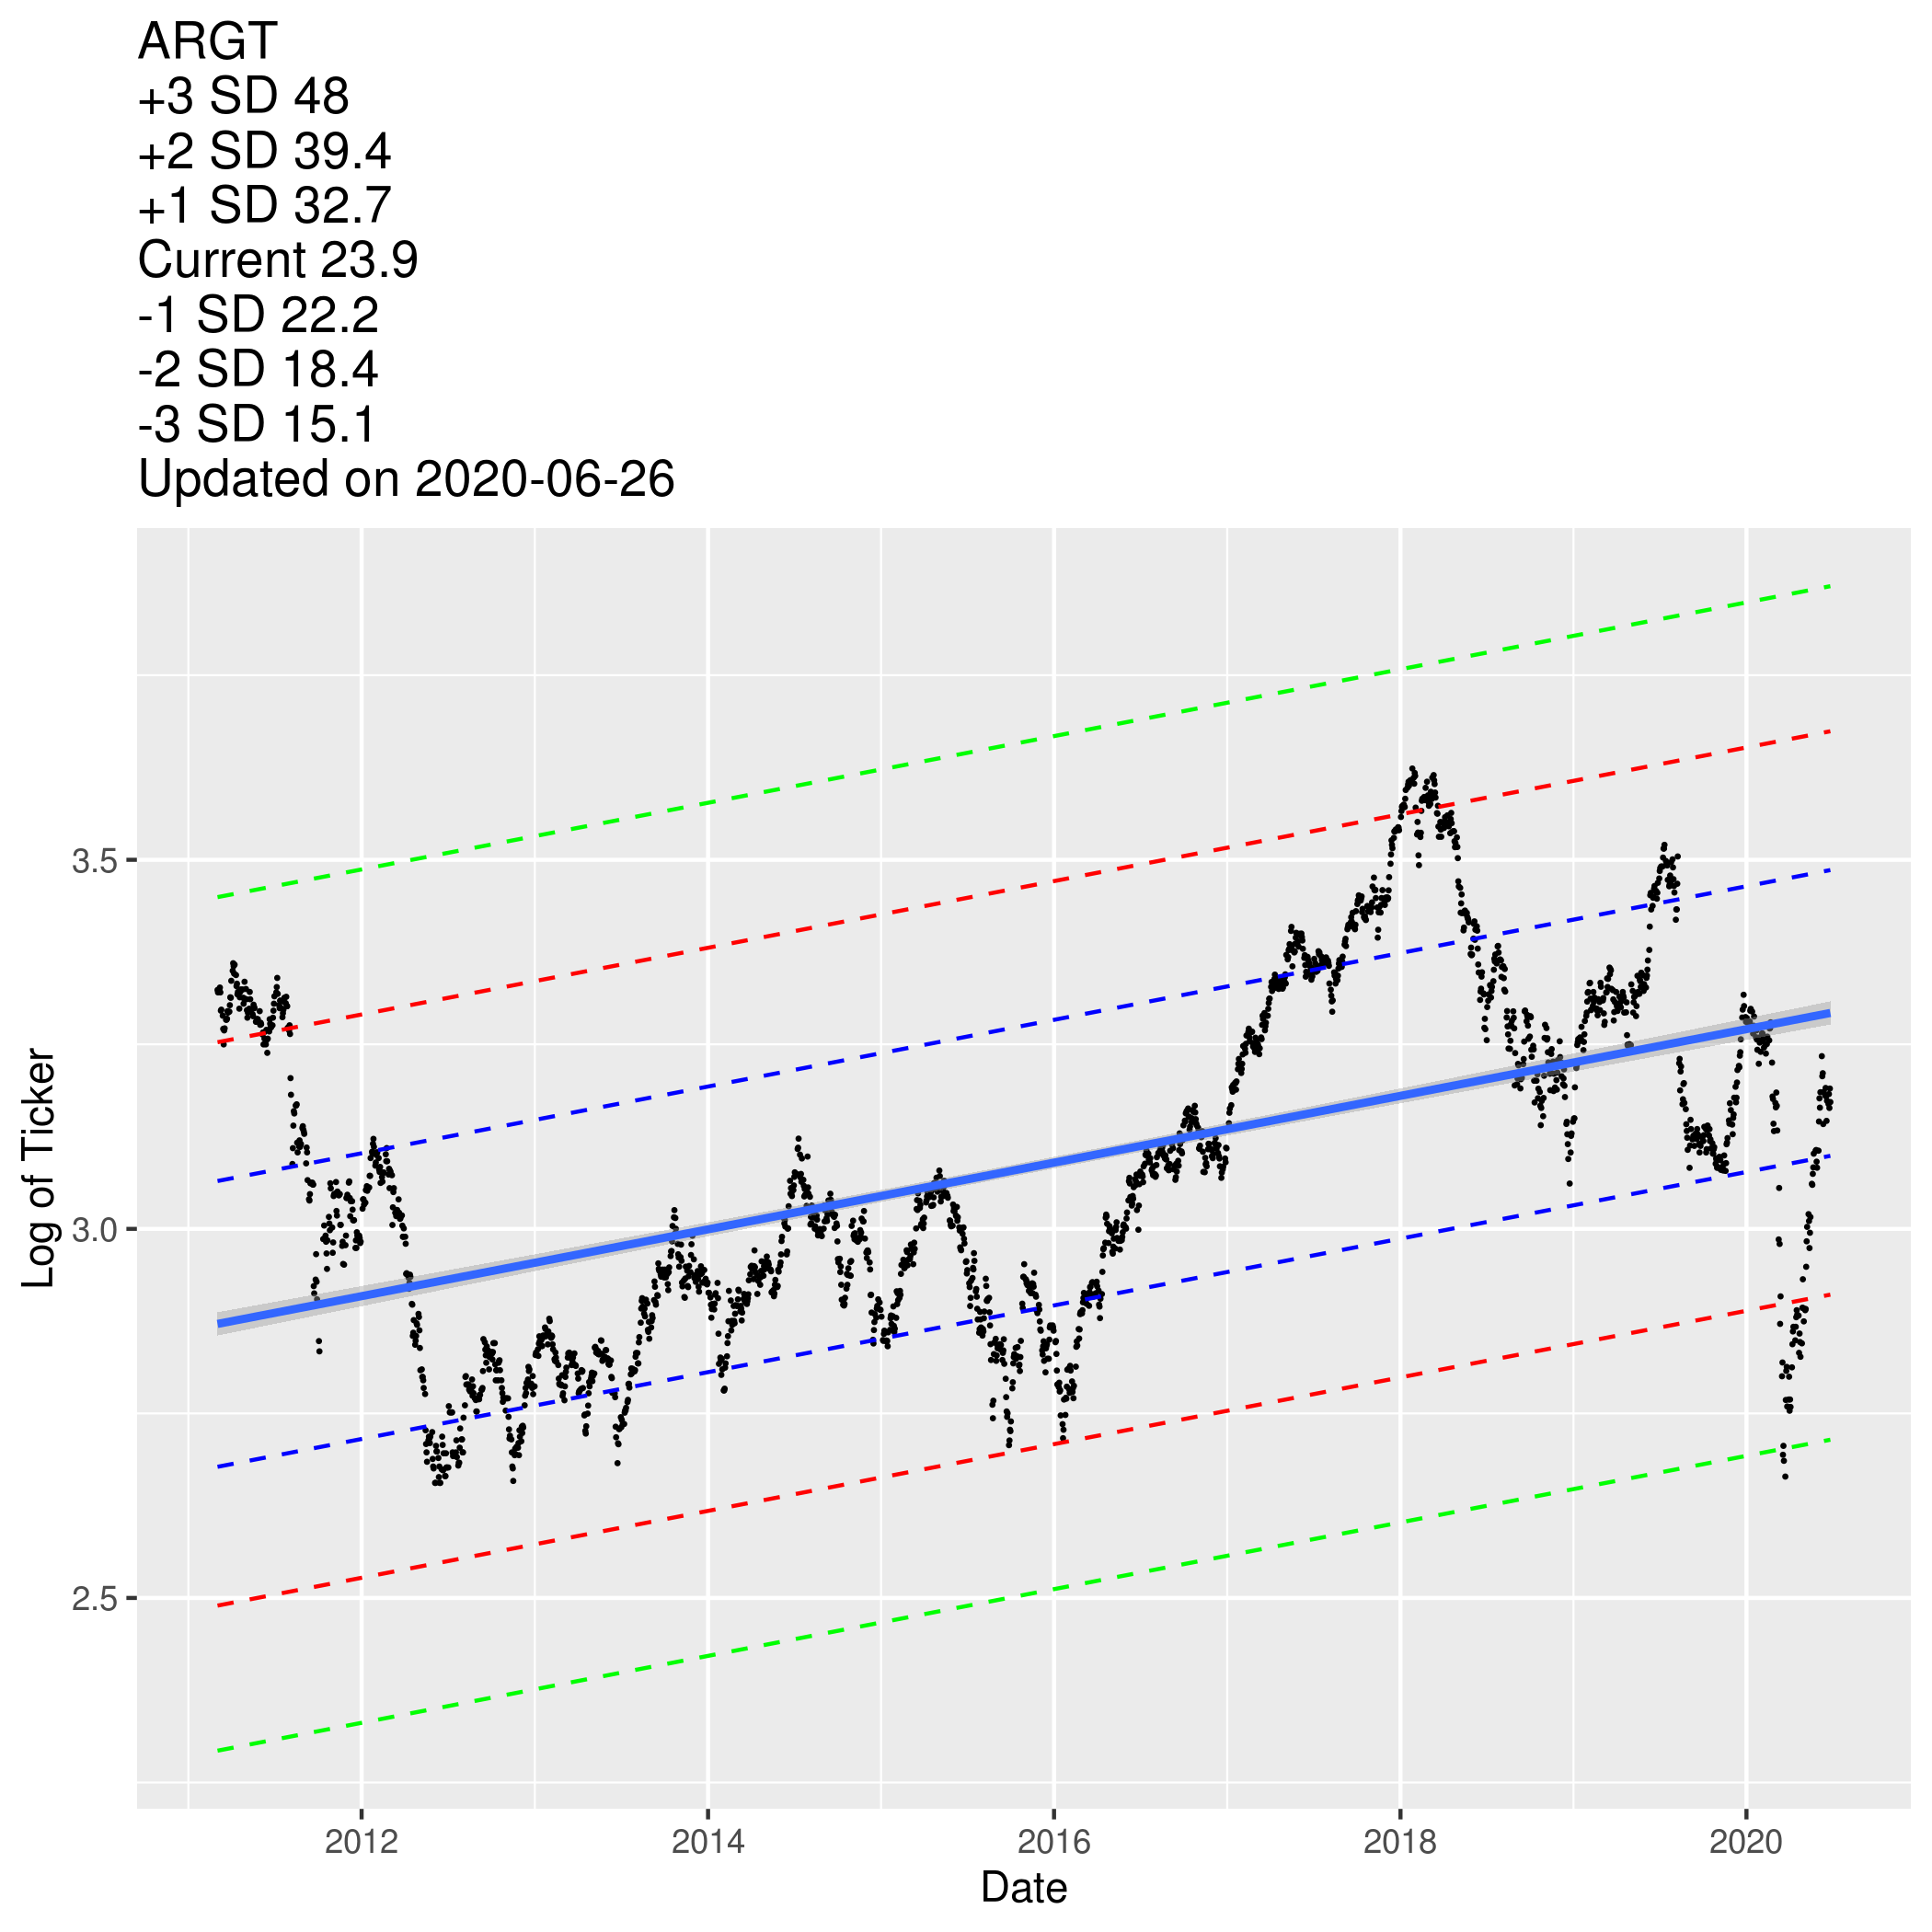 ARGT
+3 SD 48
+2 SD 39.4
+1 SD 32.7
Current 23.9
-1 SD 22.2
-2 SD 18.4
-3 SD 15.1
Updated on 2020-06-26
3.5
3.0
2.5
Log of Ticker
2012
2014
2016
2018
2020
Date